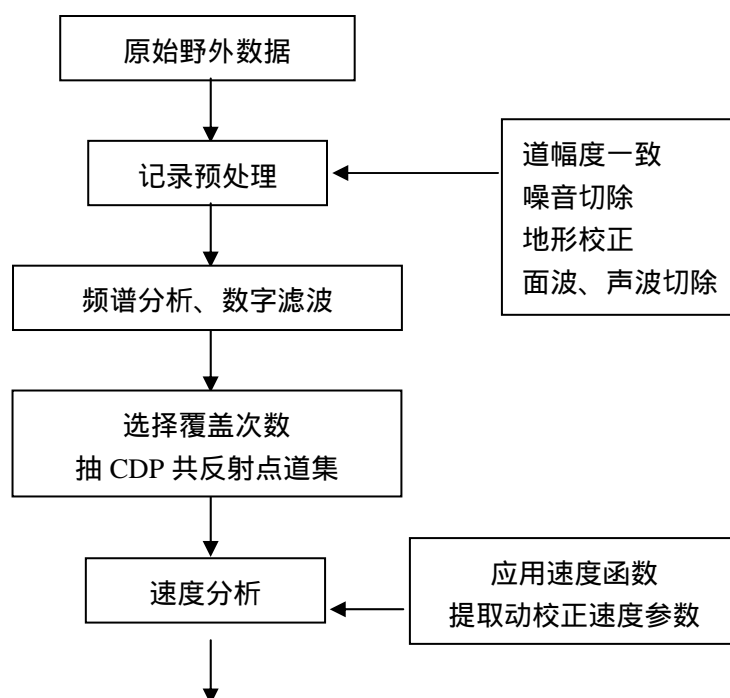 原始野外数据
记录预处理
道幅度一致
噪音切除
地形校正
面波、声波切除
频谱分析、数字滤波
选择覆盖次数
抽 CDP 共反射点道集
速度分析
应用速度函数
提取动校正速度参数